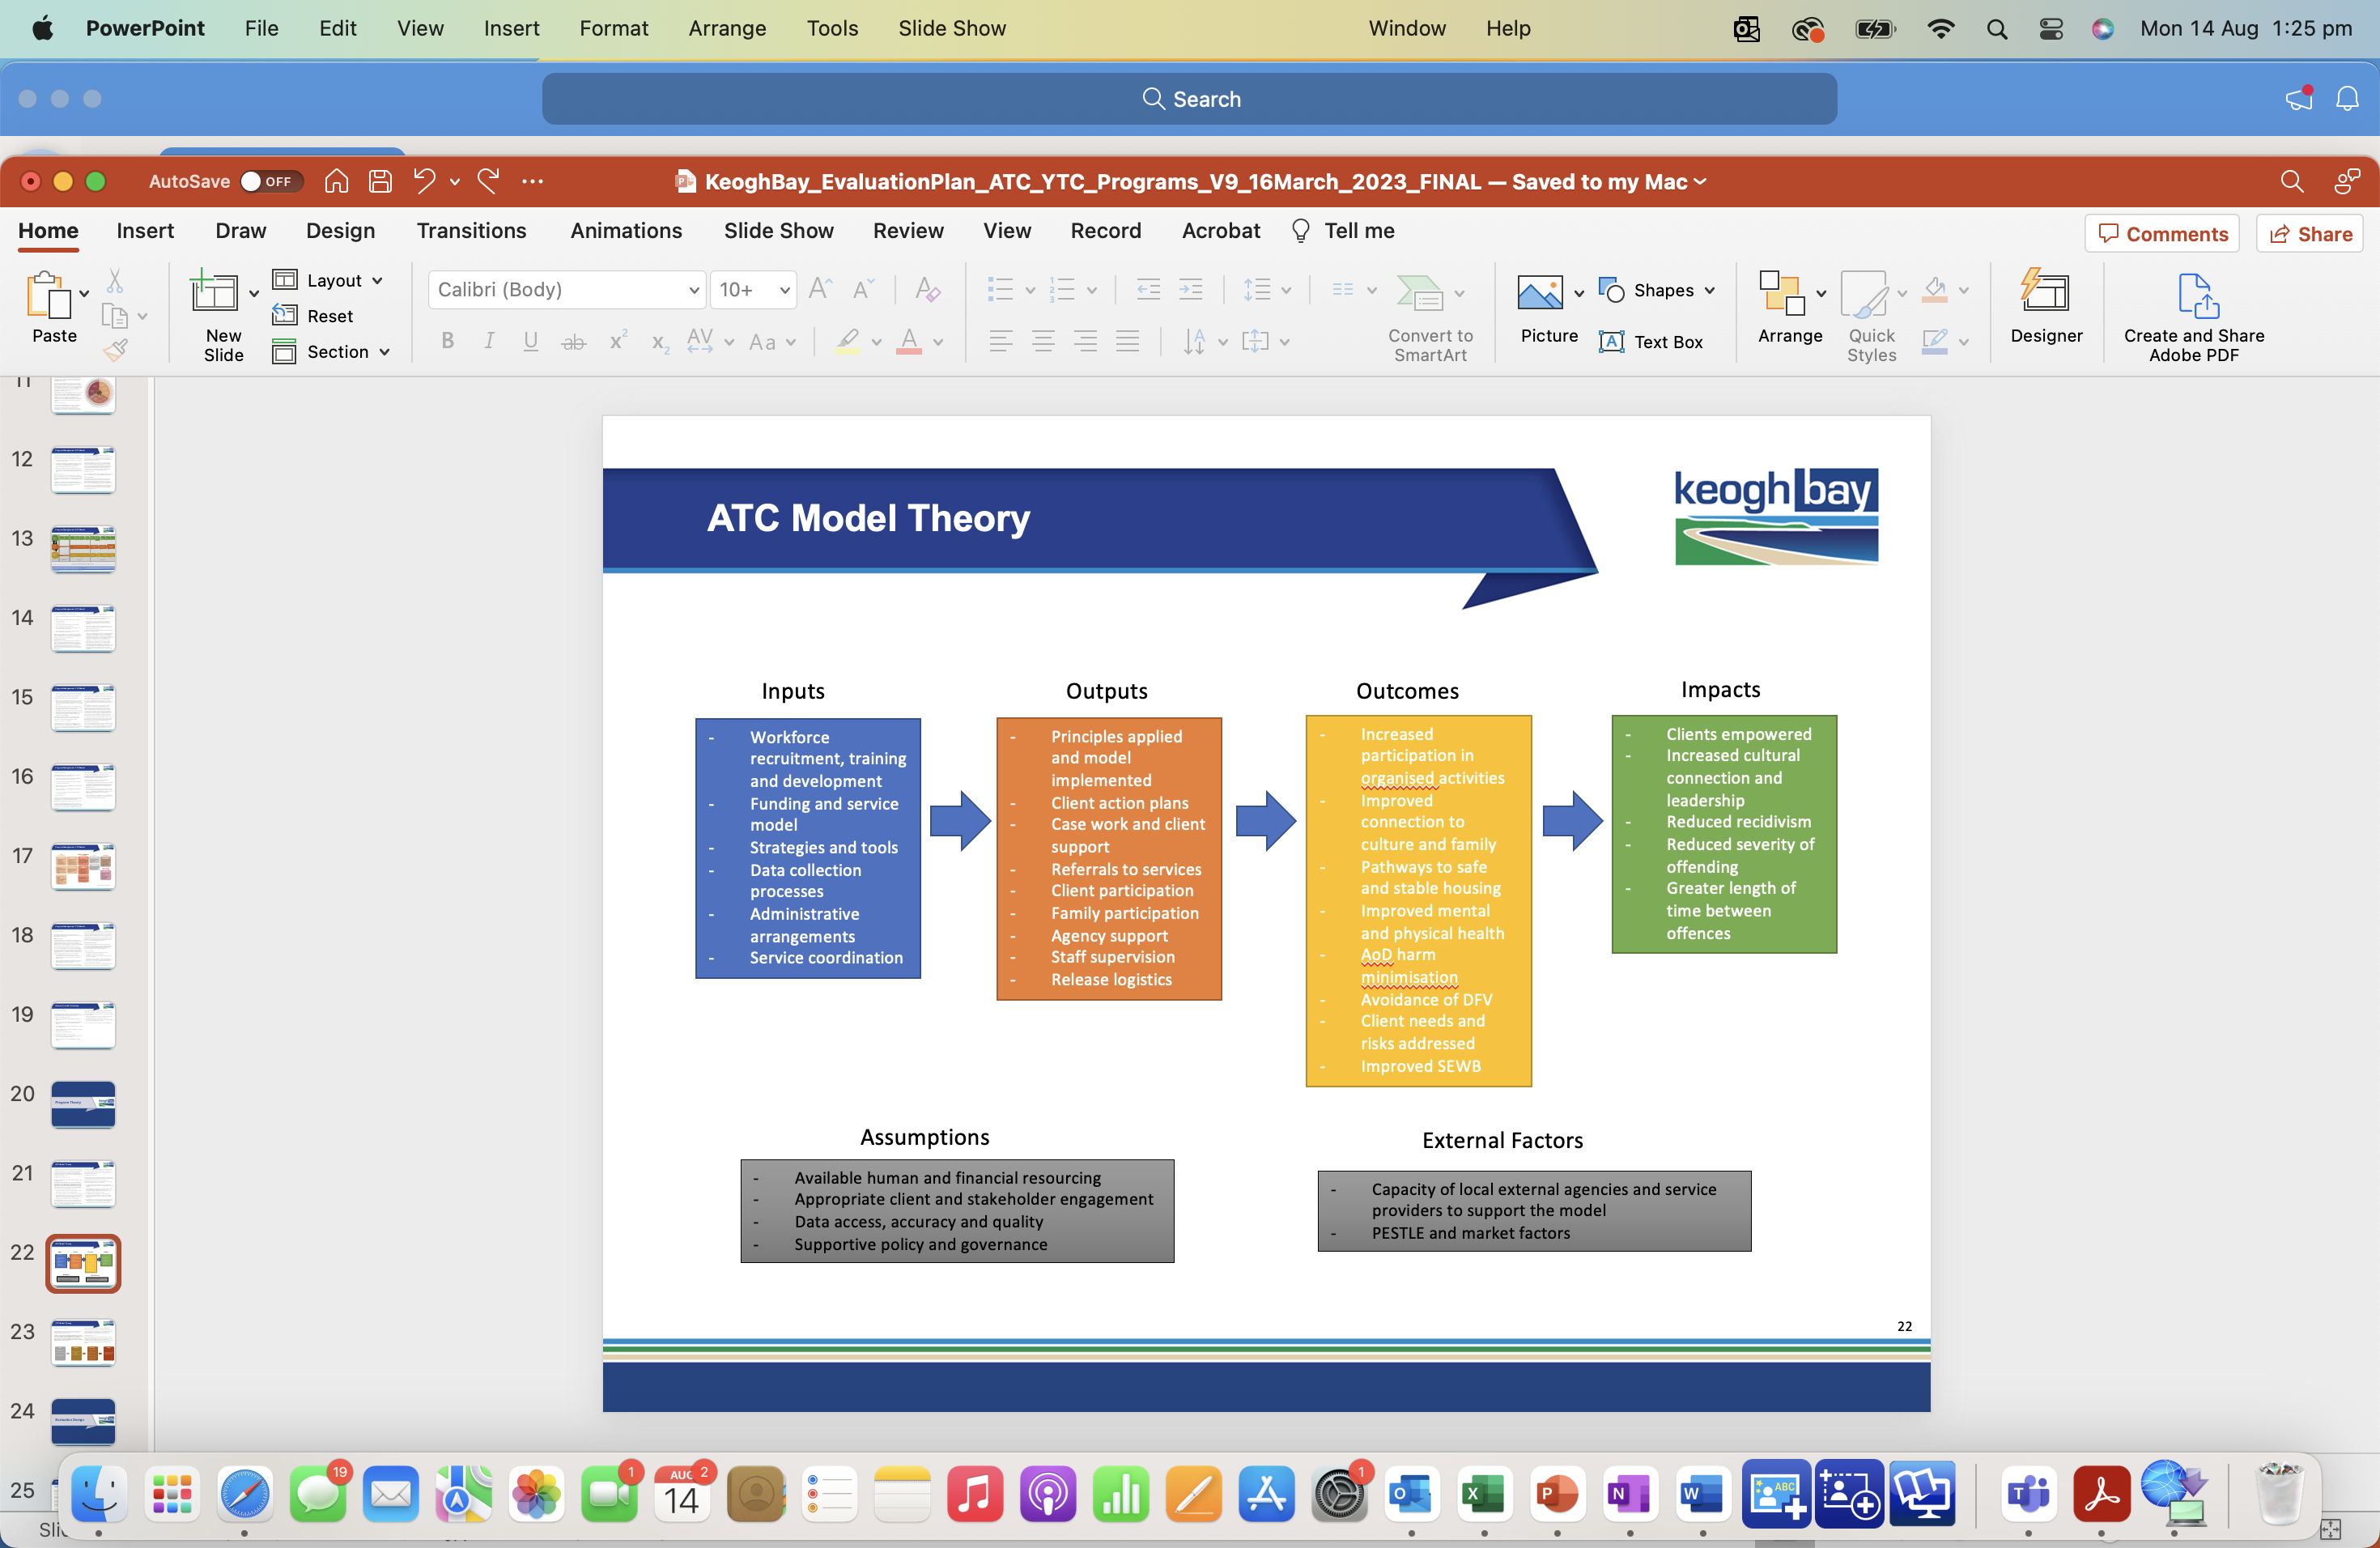 PowerPoint File Edit View Insert Format Arrange Tools Slide Show Window Help Mon 14 Aug 1:25 pm
Search
AutoSave OFF KeoghBay_EvaluationPlan_ATC_YTC_Programs_V9_16March_2023_FINAL — Saved to my Mac
Home Insert Draw Design Transitions Animations Slide Show Review View Record Acrobat Tell me Comments Share
Paste
New Slide
Layout
Reset
Section
Calibri (Body) 10+
Convert to SmartArt
Picture
Shapes
Text Box
Arrange
Quick Styles
Designer
Create and Share Adobe PDF
11
12
13
14
15
16
17
18
19
20
21
22
23
24
25
ATC Model Theory
keogh bay
Inputs
- Workforce
recruitment, training
and development
- Funding and service
model
- Strategies and tools
- Data collection
processes
- Administrative
arrangements
- Service coordination
Outputs
- Principles applied
and model
implemented
- Client action plans
- Case work and client
support
- Referrals to services
- Client participation
- Family participation
- Agency support
- Staff supervision
- Release logistics
Outcomes
- Increased
participation in
organised activities
- Improved
connection to
culture and family
- Pathways to safe
and stable housing
- Improved mental
and physical health
- AoD harm
minimisation
- Avoidance of DFV
- Client needs and
risks addressed
- Improved SEWB
Impacts
- Clients empowered
- Increased cultural
connection and
leadership
- Reduced recidivism
- Reduced severity of
offending
- Greater length of
time between
offences
Assumptions
- Available human and financial resourcing
- Appropriate client and stakeholder engagement
- Data access, accuracy and quality
- Supportive policy and governance
External Factors
- Capacity of local external agencies and service
providers to support the model
- PESTLE and market factors
22
19
1
AUG 2
14
1